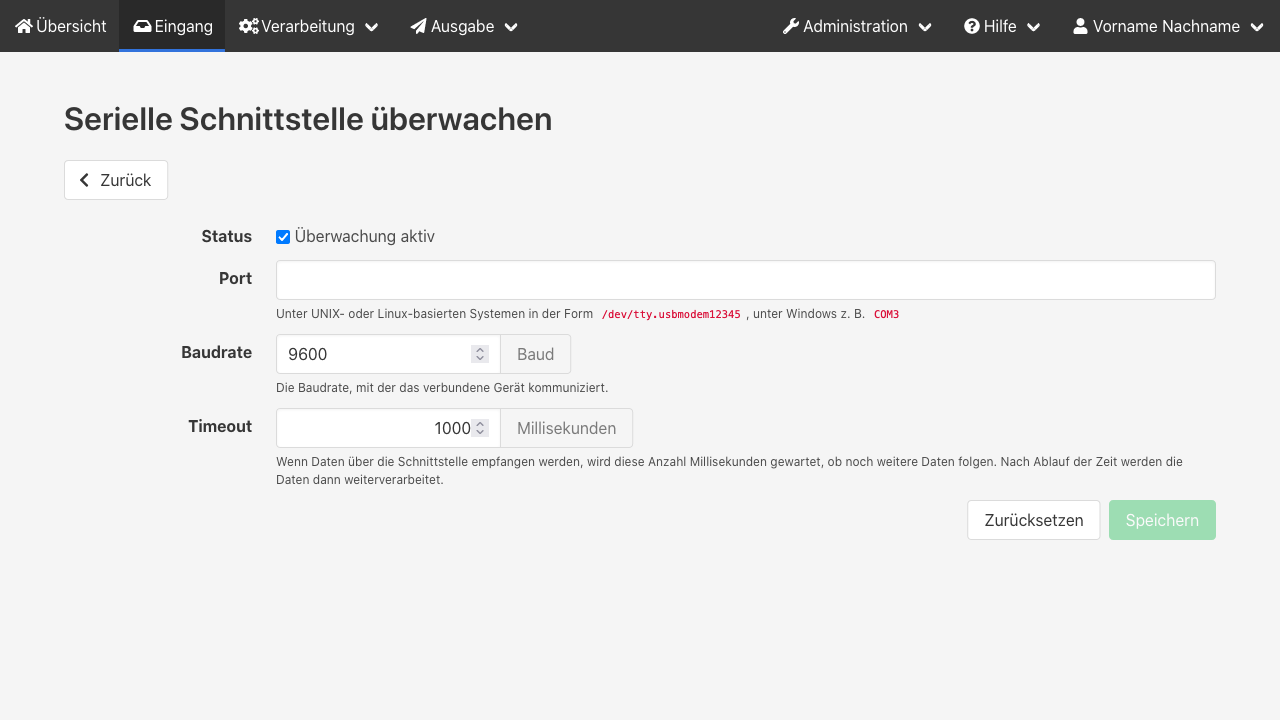 Übersicht Eingang Verarbeitung Ausgabe Administration Hilfe Vorname Nachname
Serielle Schnittstelle überwachen
Zurück
Status Überwachung aktiv
Port
Unter UNIX- oder Linux-basierten Systemen in der Form /dev/tty.usbmodem12345 , unter Windows z. B. COM3
Baudrate 9600 Baud
Die Baudrate, mit der das verbundene Gerät kommuniziert.
Timeout 1000 Millisekunden
Wenn Daten über die Schnittstelle empfangen werden, wird diese Anzahl Millisekunden gewartet, ob noch weitere Daten folgen. Nach Ablauf der Zeit werden die
Daten dann weiterverarbeitet.
Zurücksetzen Speichern